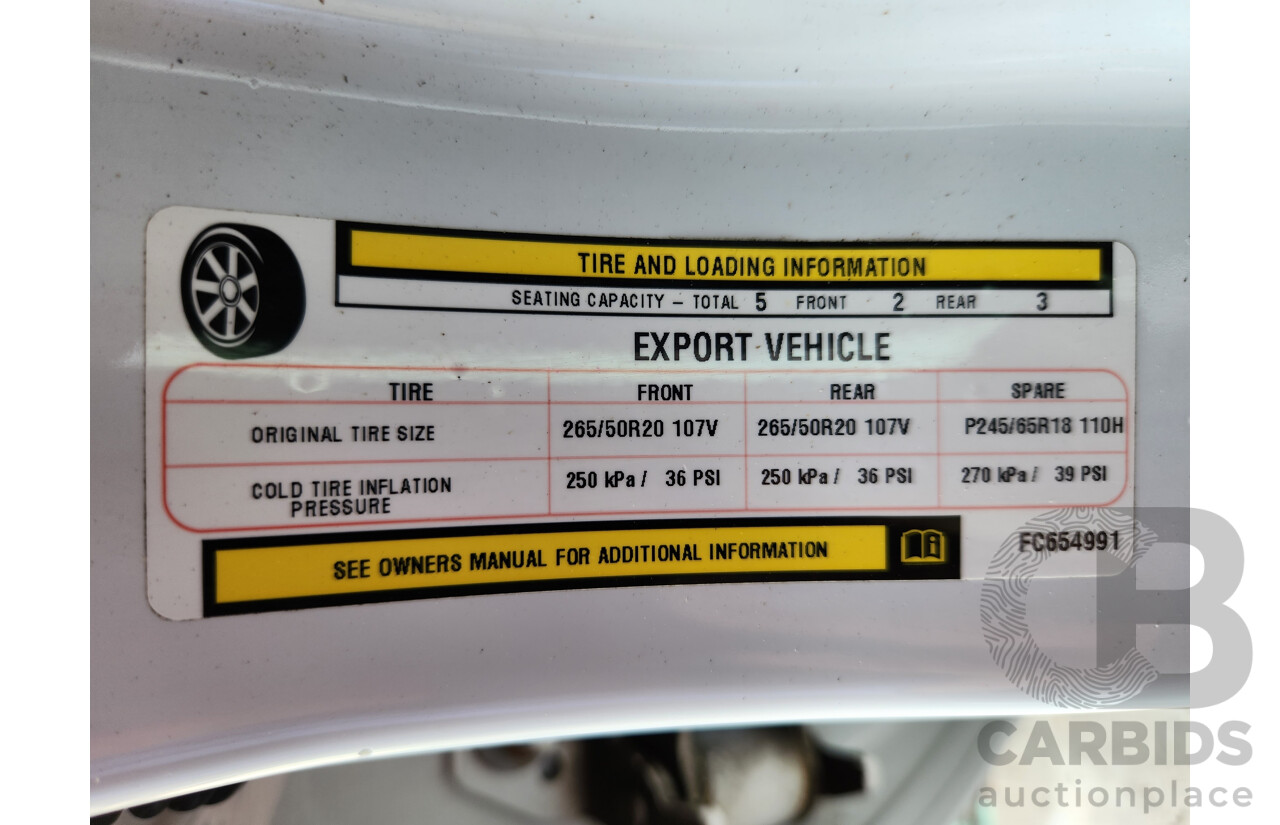 TIRE AND LOADING INFORMATION
SEATING CAPACITY – TOTAL 5 FRONT 2 REAR 3
EXPORT VEHICLE
TIRE FRONT REAR SPARE
ORIGINAL TIRE SIZE 265/50R20 107V 265/50R20 107V P245/65R18 110H
COLD TIRE INFLATION PRESSURE 250 kPa / 36 PSI 250 kPa / 36 PSI 270 kPa / 39 PSI
SEE OWNERS MANUAL FOR ADDITIONAL INFORMATION
FC654991
CB
CARBIDS
auctionplace